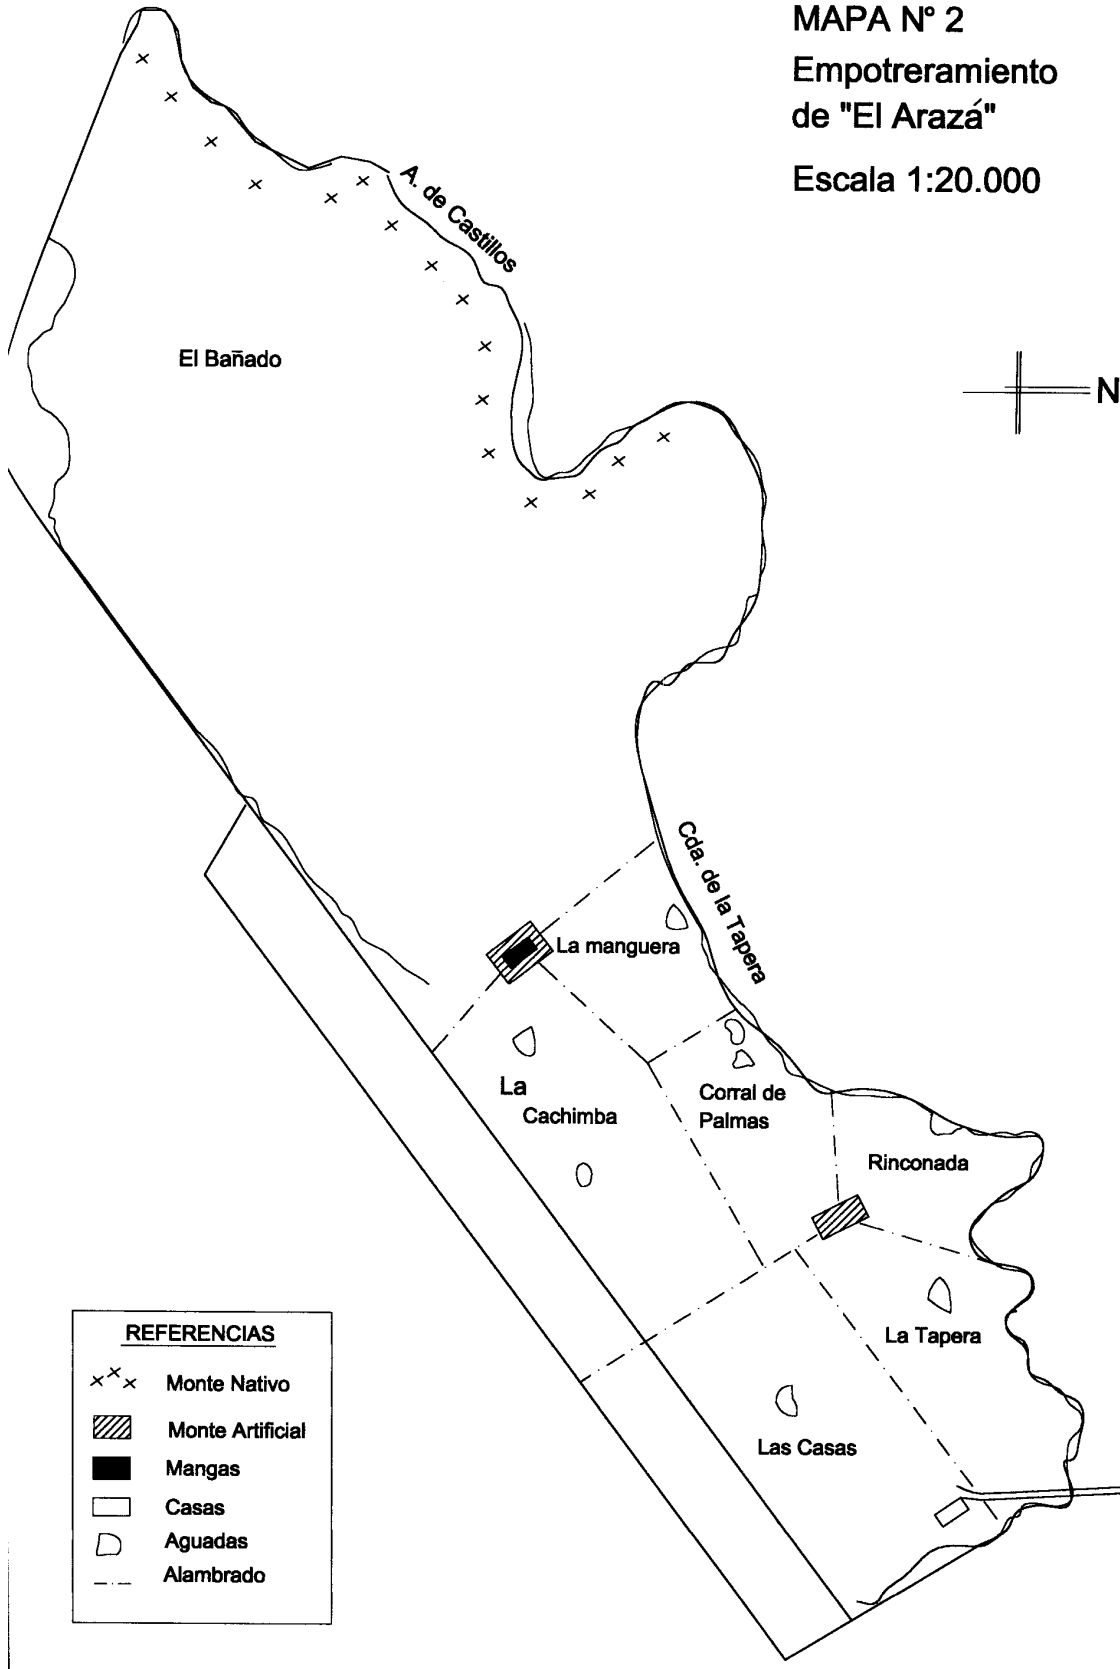 MAPA N° 2
Empotreramiento
de "El Arazá"
Escala 1:20.000
A. de Castillos
El Bañado
N
Cda. de la Tapera
La manguera
La
Cachimba
Corral de
Palmas
Rinconada
La Tapera
Las Casas
REFERENCIAS
Monte Nativo
Monte Artificial
Mangas
Casas
Aguadas
Alambrado